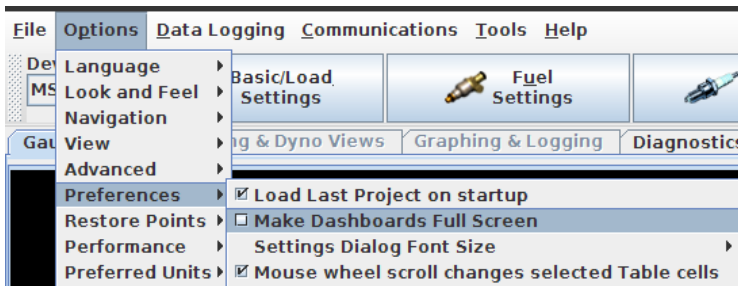 File Options Data Logging Communications Tools Help
Language
Look and Feel
Navigation
View
Advanced
Preferences
Restore Points
Performance
Preferred Units
Basic/Load
Settings
Fuel
Settings
MS
ng & Dyno Views Graphing & Logging Diagnostics
Load Last Project on startup
Make Dashboards Full Screen
Settings Dialog Font Size
Mouse wheel scroll changes selected Table cells